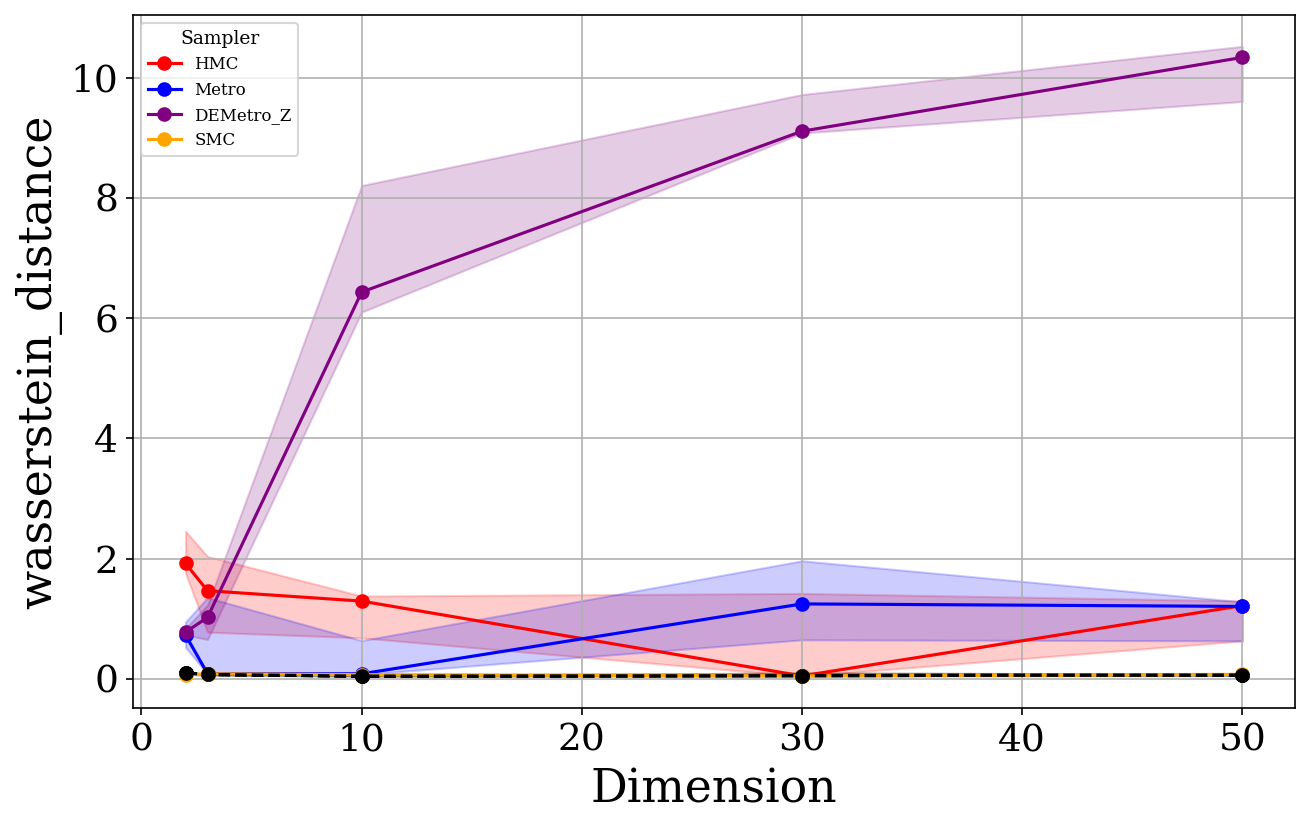 Sampler
HMC
Metro
DEMetro_Z
SMC
wasserstein_distance
10
8
6
4
2
0
0 10 20 30 40 50
Dimension